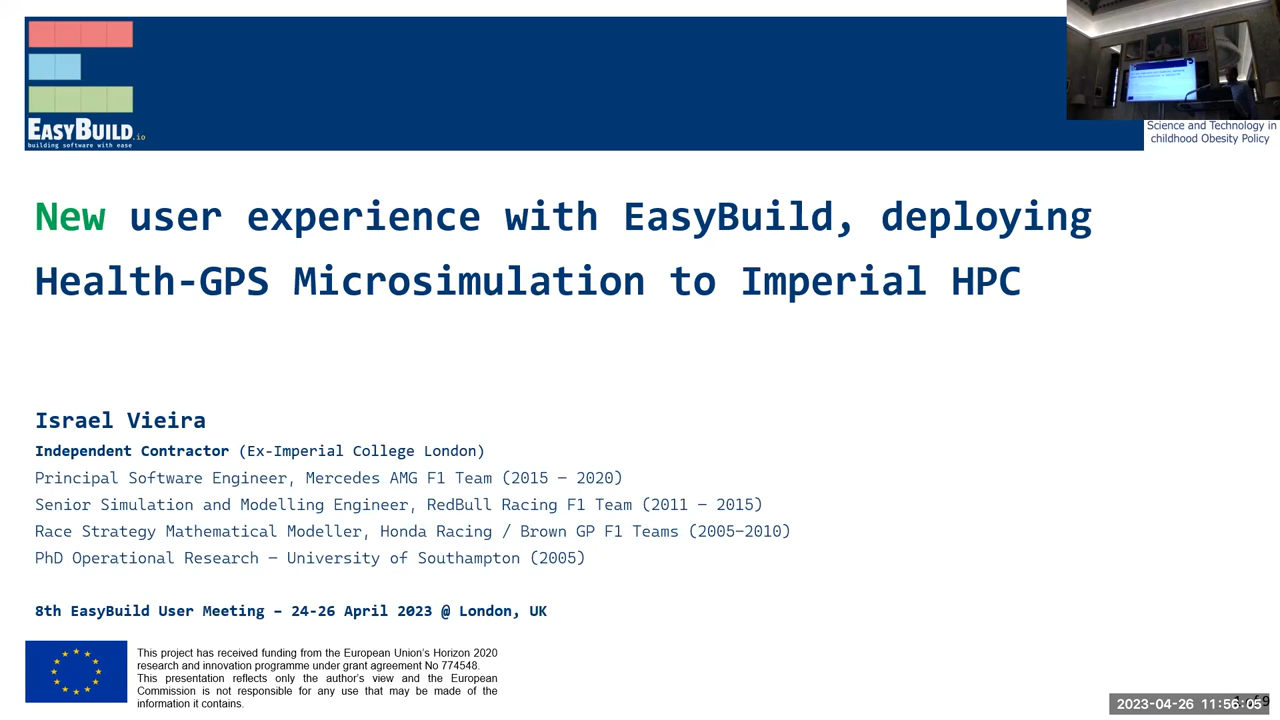 EASYBUILD.io
building software with ease
Science and Technology in
childhood Obesity Policy
New user experience with EasyBuild, deploying
Health-GPS Microsimulation to Imperial HPC
Israel Vieira
Independent Contractor (Ex-Imperial College London)
Principal Software Engineer, Mercedes AMG F1 Team (2015 – 2020)
Senior Simulation and Modelling Engineer, RedBull Racing F1 Team (2011 – 2015)
Race Strategy Mathematical Modeller, Honda Racing / Brown GP F1 Teams (2005–2010)
PhD Operational Research – University of Southampton (2005)
8th EasyBuild User Meeting – 24-26 April 2023 @ London, UK
This project has received funding from the European Union's Horizon 2020
research and innovation programme under grant agreement No 774548.
This presentation reflects only the author's view and the European
Commission is not responsible for any use that may be made of the
information it contains.
2023-04-26 11:56:05